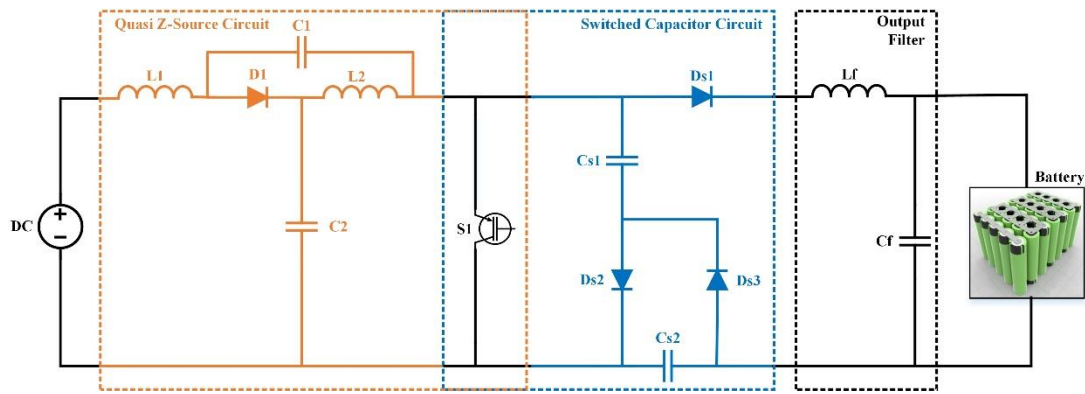 Quasi Z-Source Circuit
C1
Switched Capacitor Circuit
Output
Filter
L1
D1
L2
Ds1
Lf
Cs1
Battery
DC
+
−
C2
S1
Ds2
Ds3
Cf
Cs2